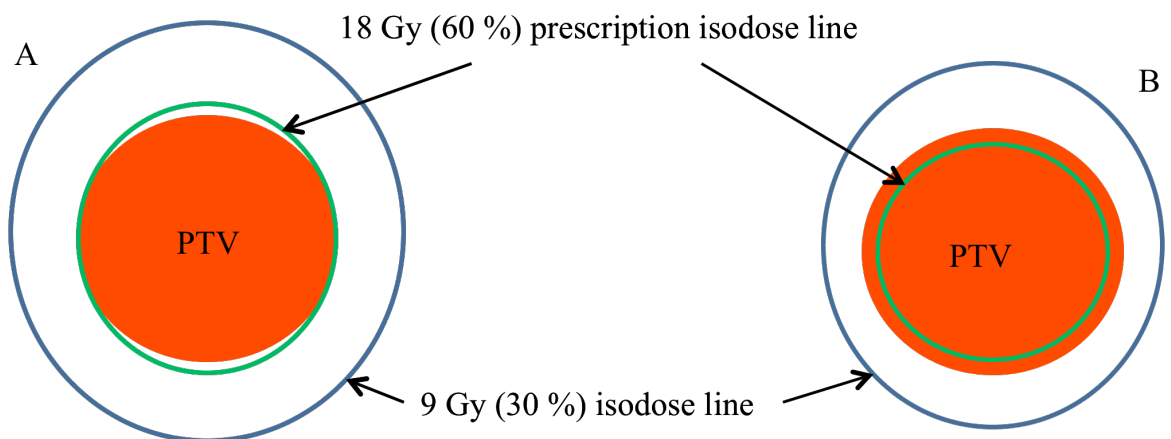 18 Gy (60 %) prescription isodose line
A
B
PTV
PTV
9 Gy (30 %) isodose line